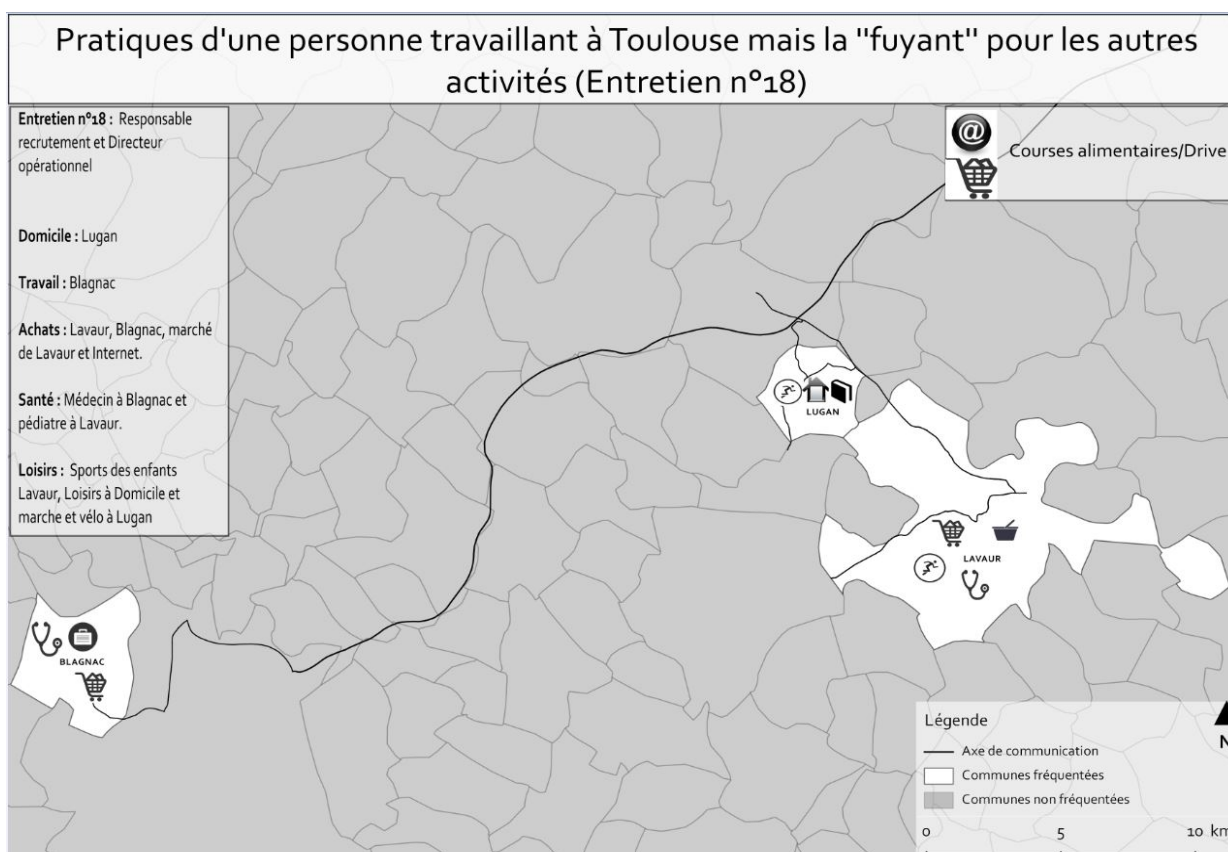 Pratiques d'une personne travaillant à Toulouse mais la "fuyant" pour les autres
activités (Entretien n°18)
Entretien n°18 : Responsable
recrutement et Directeur
opérationnel
Domicile : Lugan
Travail : Blagnac
Achats : Lavaur, Blagnac, marché
de Lavaur et Internet.
Santé : Médecin à Blagnac et
pédiatre à Lavaur.
Loisirs : Sports des enfants
Lavaur, Loisirs à Domicile et
marche et vélo à Lugan
@
Courses alimentaires/Drive
LUGAN
LAVAUR
BLAGNAC
Légende
N
Axe de communication
Communes fréquentées
Communes non fréquentées
0 5 10 km